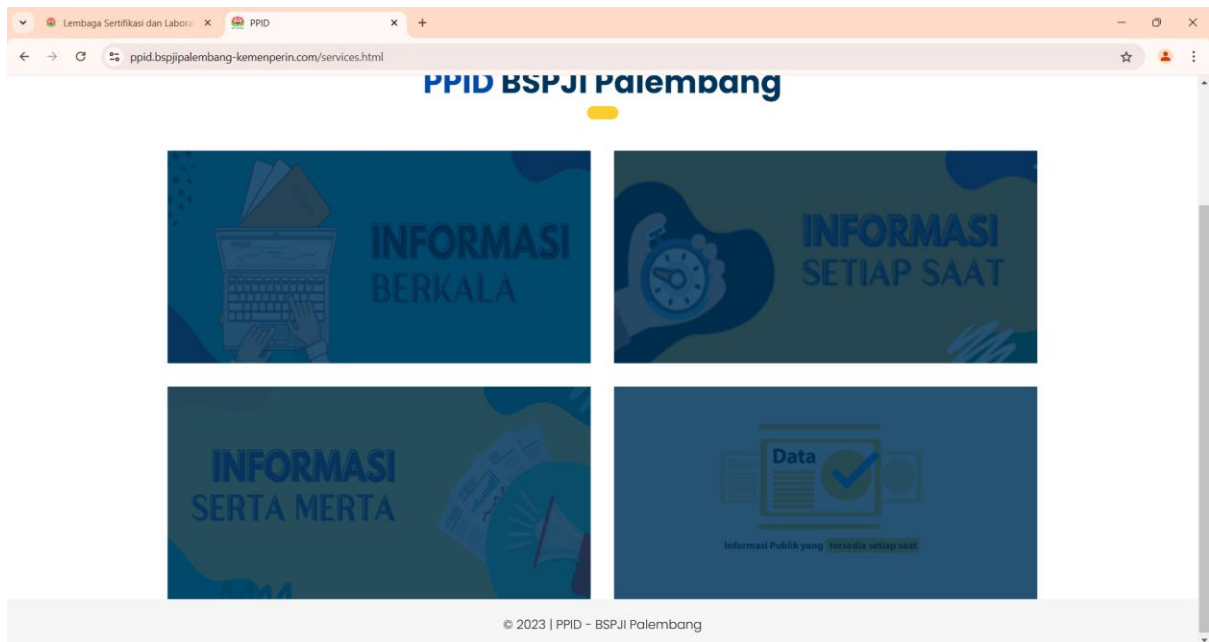 Lembaga Sertifikasi dan Labora
PPID
ppid.bspjipalembang-kemenperin.com/services.html
PPID BSPJI Palembang
INFORMASI
BERKALA
INFORMASI
SETIAP SAAT
INFORMASI
SERTA MERTA
Data
Informasi Publik yang tersedia setiap saat
© 2023 | PPID - BSPJI Palembang